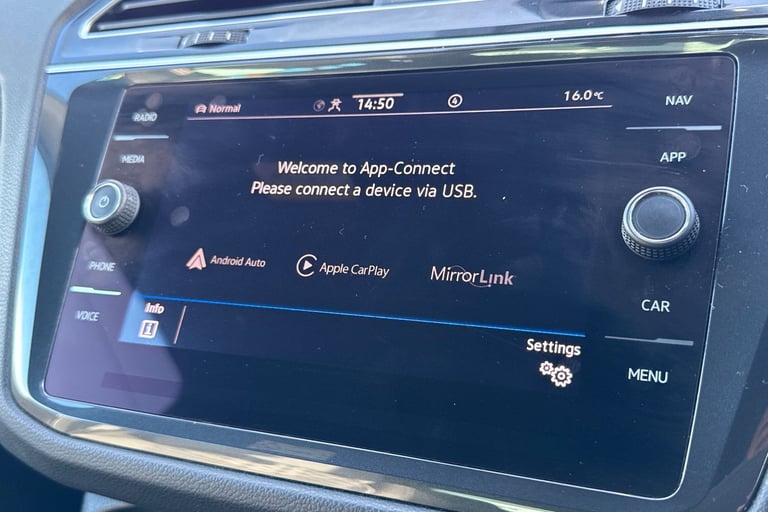 Normal
14:50
4
16.0°C
RADIO
MEDIA
PHONE
VOICE
Welcome to App-Connect
Please connect a device via USB.
Android Auto
Apple CarPlay
MirrorLink
Info
i
Settings
NAV
APP
CAR
MENU